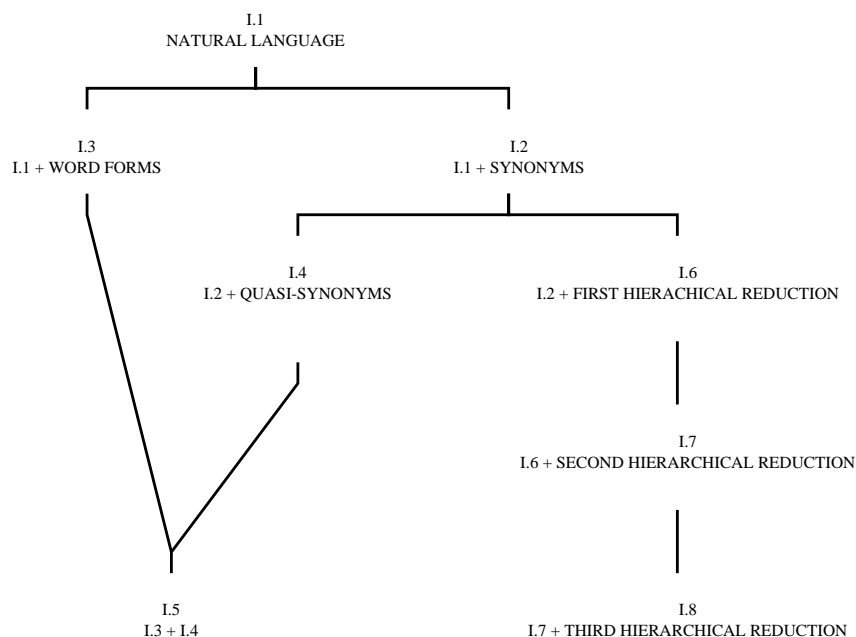 I.1
NATURAL LANGUAGE
I.3
I.1 + WORD FORMS
I.2
I.1 + SYNONYMS
I.4
I.2 + QUASI-SYNONYMS
I.6
I.2 + FIRST HIERACHICAL REDUCTION
I.7
I.6 + SECOND HIERARCHICAL REDUCTION
I.5
I.3 + I.4
I.8
I.7 + THIRD HIERARCHICAL REDUCTION